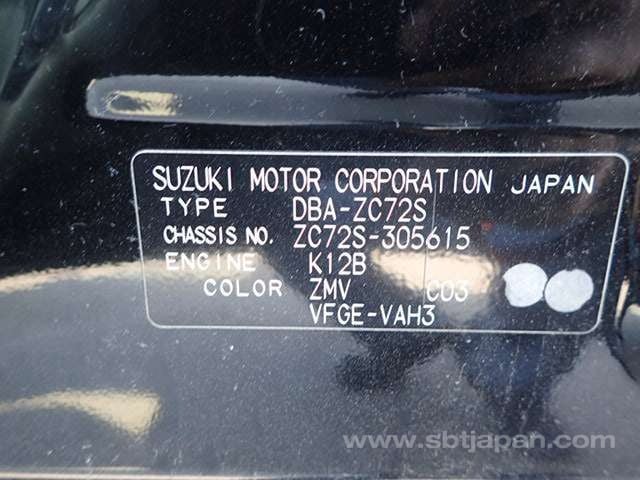 SUZUKI MOTOR CORPORATION JAPAN
TYPE DBA-ZC72S
CHASSIS NO. ZC72S-305615
ENGINE K12B
COLOR ZMV C03
VFGE-VAH3
www.sbtjapan.com